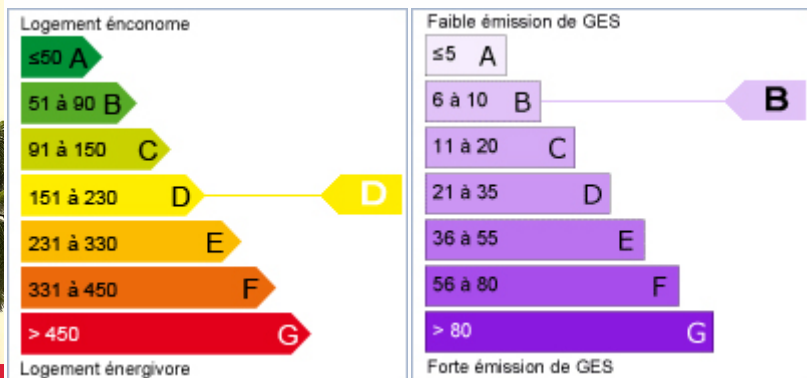 Logement énconome
≤50 A
51 à 90 B
91 à 150 C
151 à 230 D D
231 à 330 E
331 à 450 F
> 450 G
Logement énergivore
Faible émission de GES
≤5 A
6 à 10 B B
11 à 20 C
21 à 35 D
36 à 55 E
56 à 80 F
> 80 G
Forte émission de GES